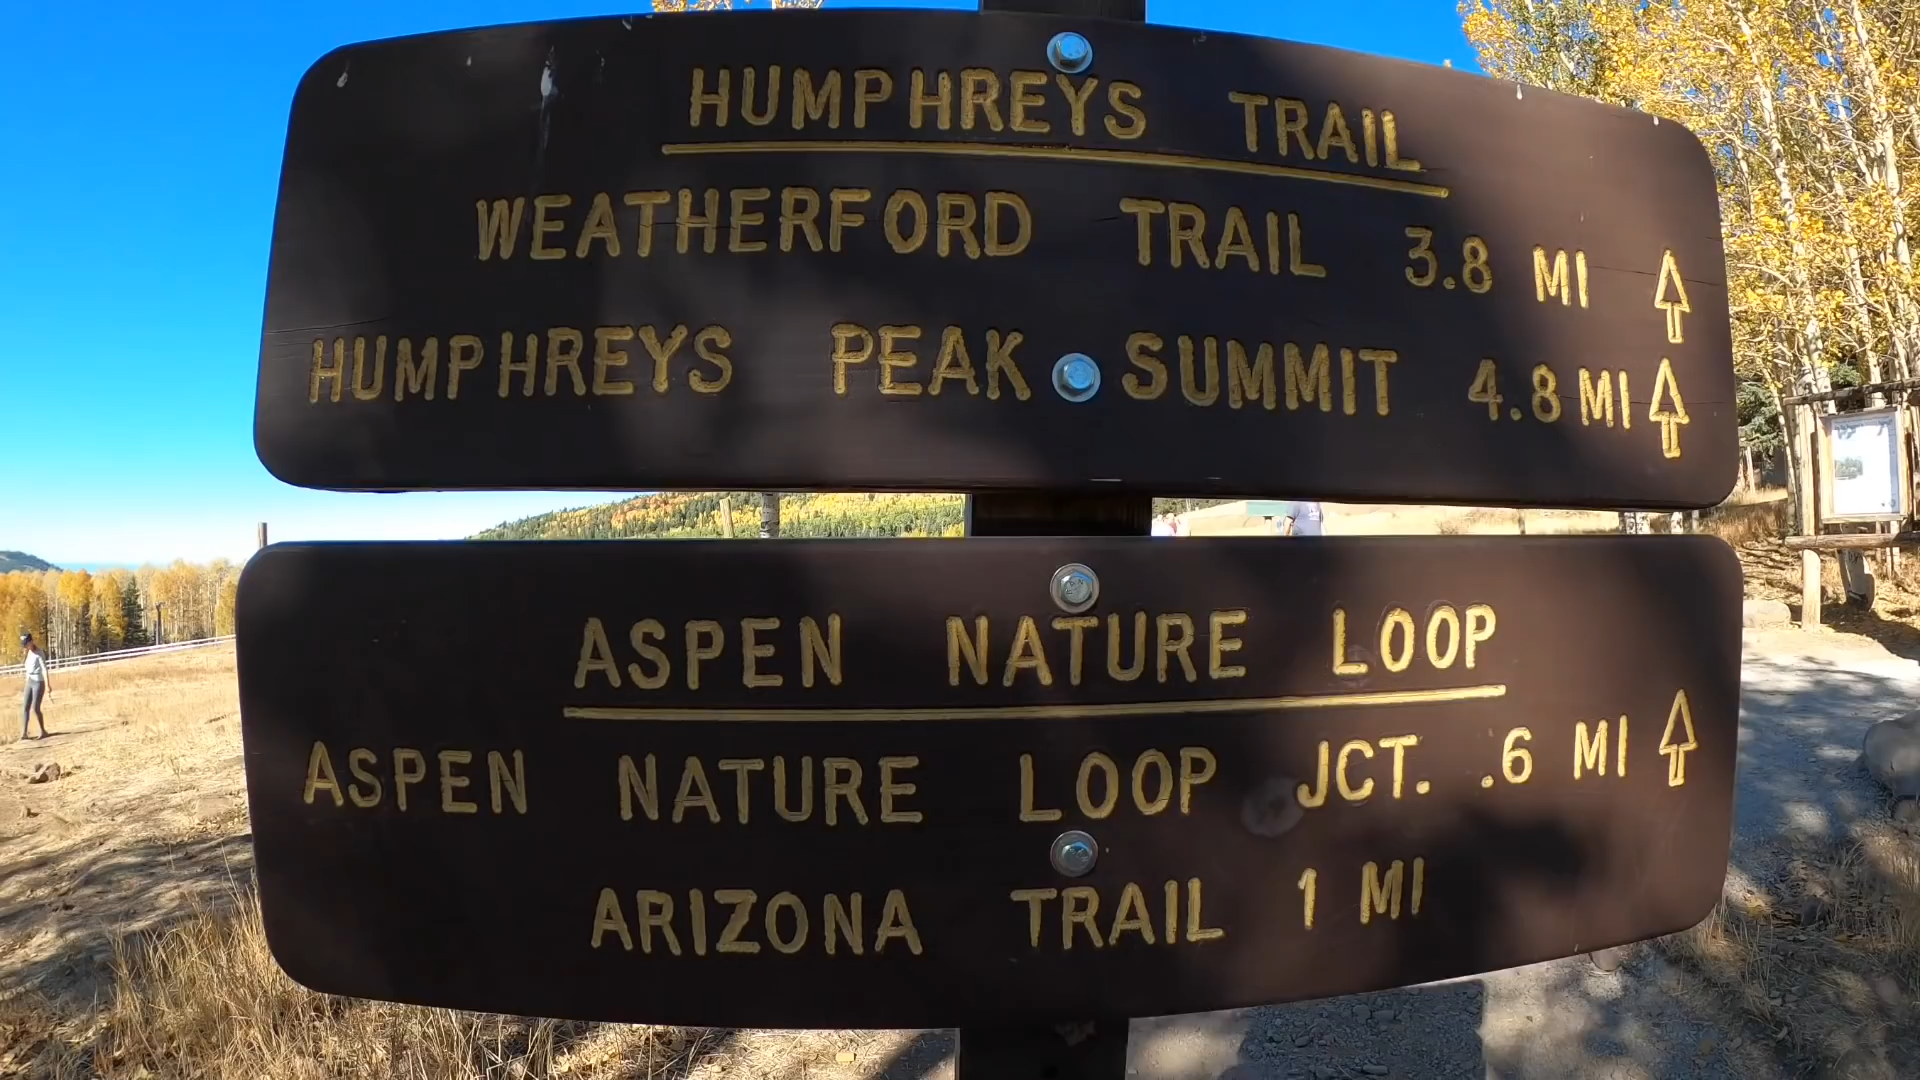 HUMPHREYS TRAIL
WEATHERFORD TRAIL 3.8 MI
HUMPHREYS PEAK SUMMIT 4.8 MI
ASPEN NATURE LOOP
ASPEN NATURE LOOP JCT. .6 MI
ARIZONA TRAIL 1 MI